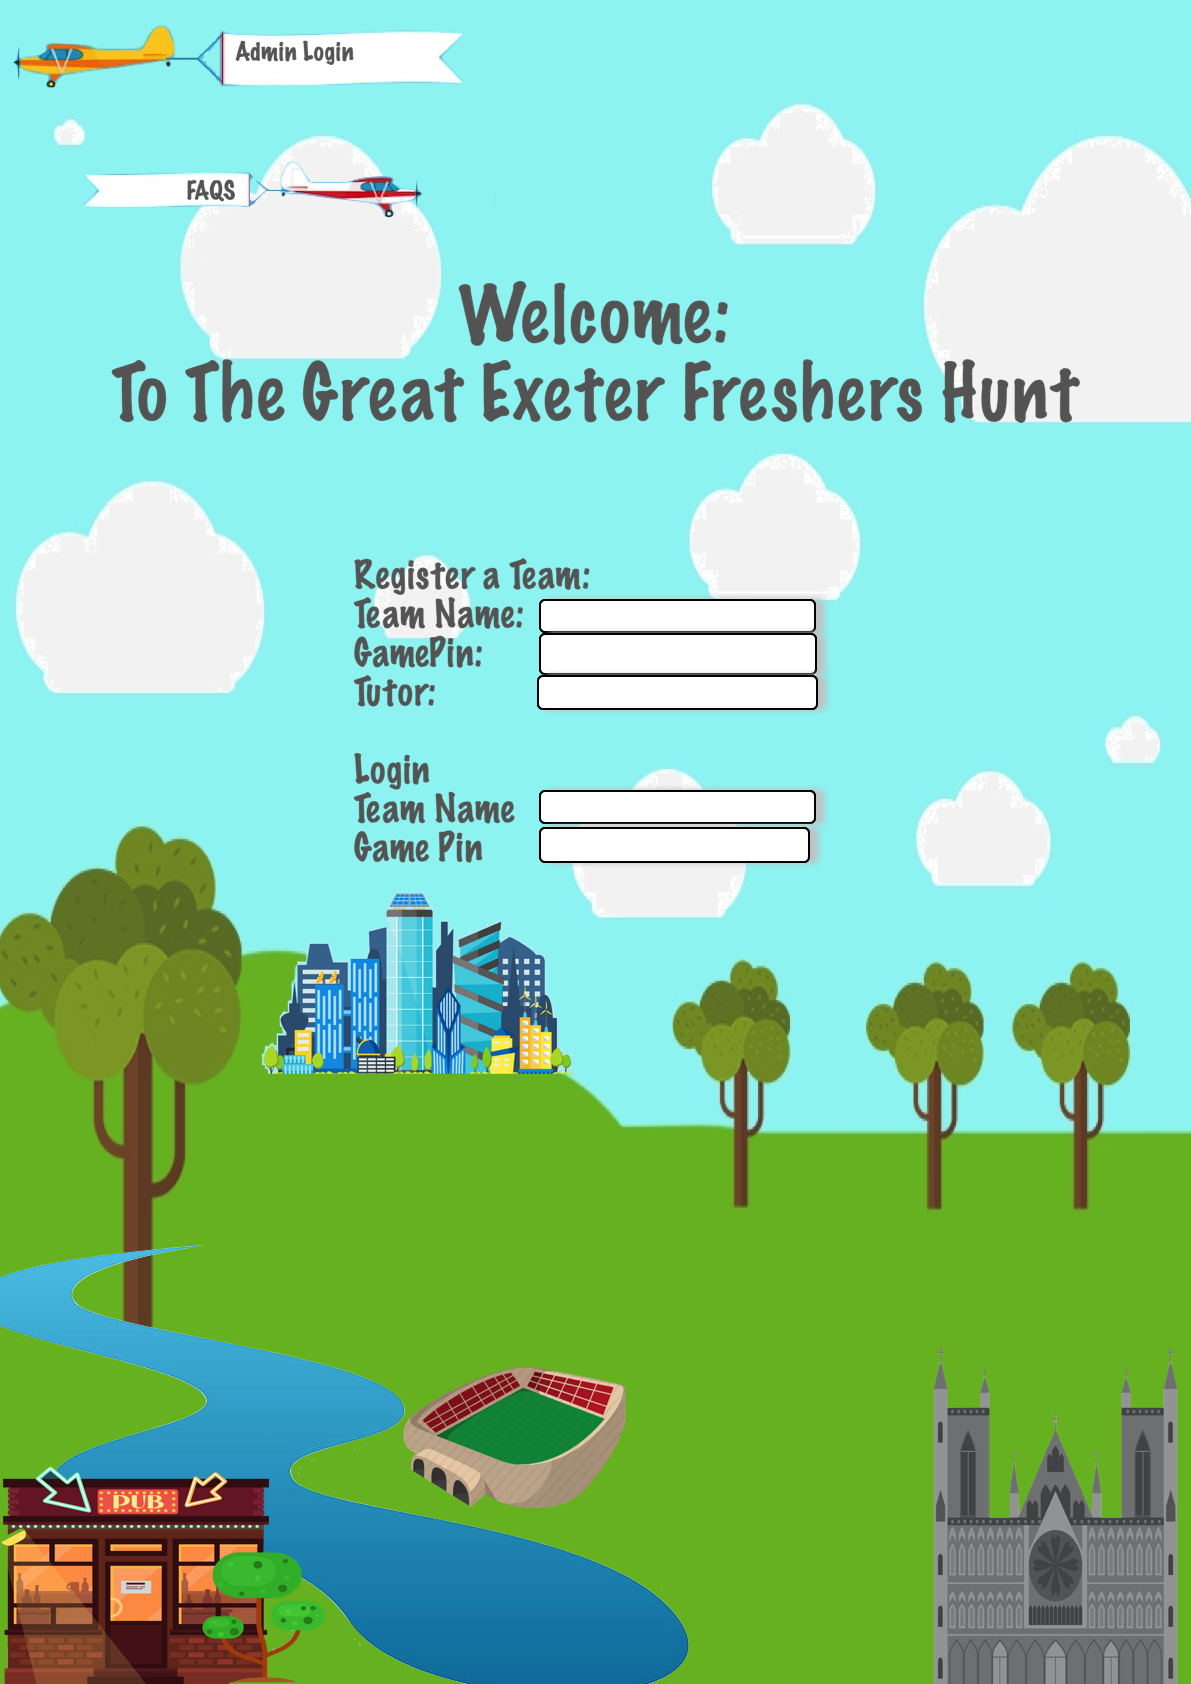 Admin Login
FAQS
Welcome:
To The Great Exeter Freshers Hunt
Register a Team:
Team Name:
GamePin:
Tutor:
Login
Team Name
Game Pin
PUB